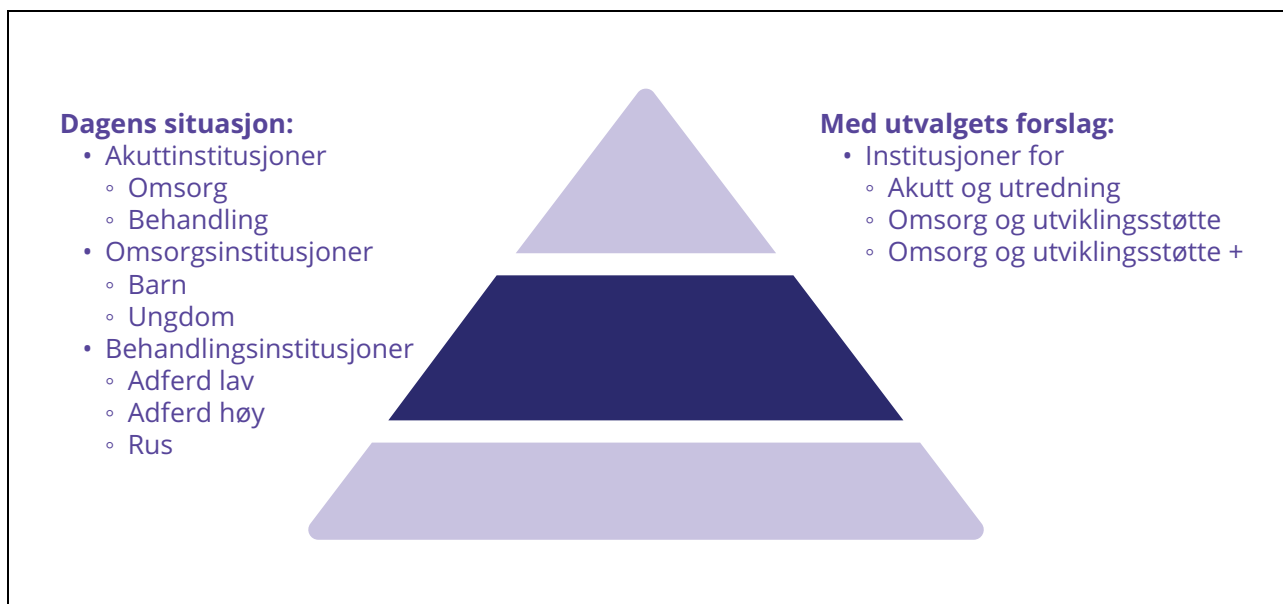 Dagens situasjon:
• Akuttinstitusjoner
◦ Omsorg
◦ Behandling
• Omsorgsinstitusjoner
◦ Barn
◦ Ungdom
• Behandlingsinstitusjoner
◦ Adferd lav
◦ Adferd høy
◦ Rus
Med utvalgets forslag:
• Institusjoner for
◦ Akutt og utredning
◦ Omsorg og utviklingsstøtte
◦ Omsorg og utviklingsstøtte +